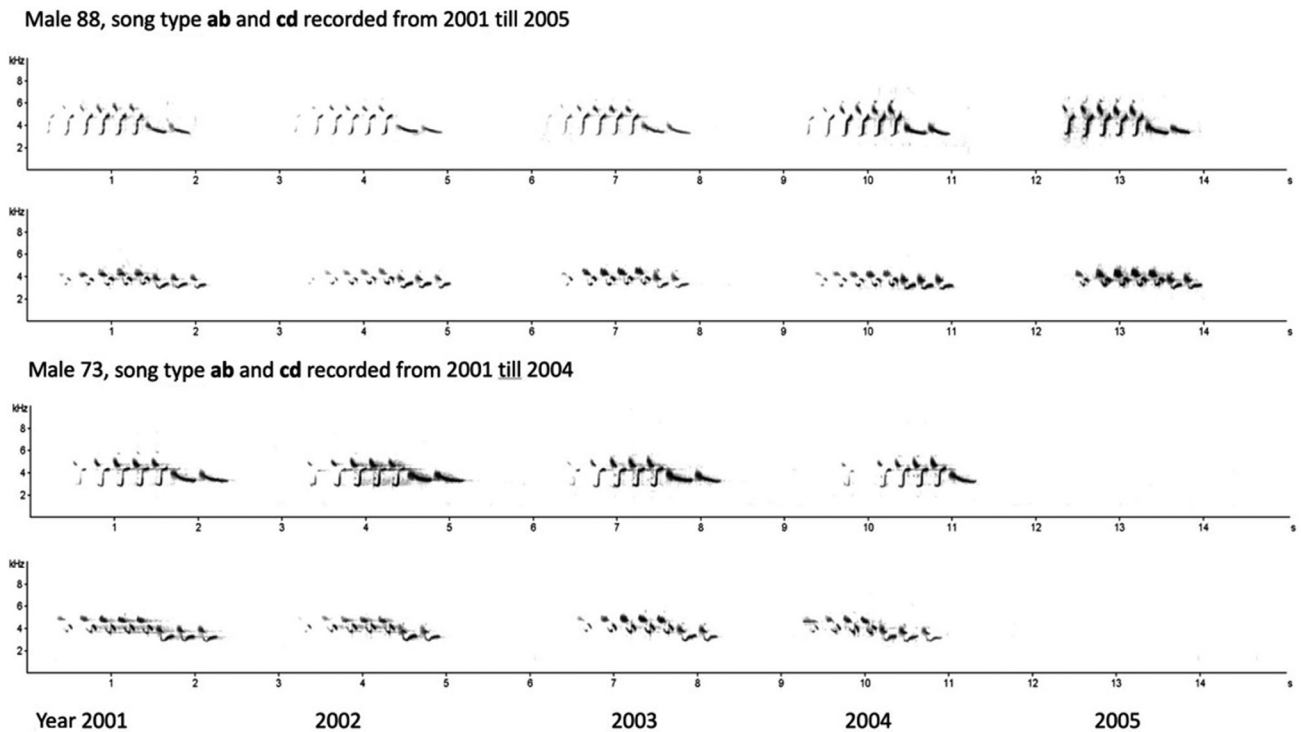 Male 88, song type ab and cd recorded from 2001 till 2005
kHz
8
6
4
2
1 2 3 4 5 6 7 8 9 10 11 12 13 14 s
kHz
8
6
4
2
1 2 3 4 5 6 7 8 9 10 11 12 13 14 s
Male 73, song type ab and cd recorded from 2001 till 2004
kHz
8
6
4
2
1 2 3 4 5 6 7 8 9 10 11 12 13 14 s
kHz
8
6
4
2
1 2 3 4 5 6 7 8 9 10 11 12 13 14 s
Year 2001 2002 2003 2004 2005